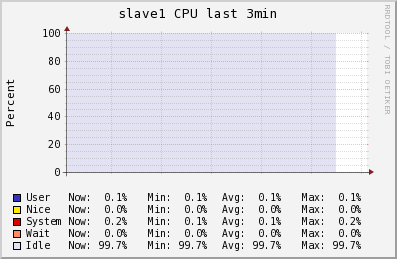 slave1 CPU last 3min
RRDTOOL / TOBI OETIKER
Percent
100
80
60
40
20
0
User Now: 0.1% Min: 0.1% Avg: 0.1% Max: 0.1%
Nice Now: 0.0% Min: 0.0% Avg: 0.0% Max: 0.0%
System Now: 0.2% Min: 0.1% Avg: 0.1% Max: 0.2%
Wait Now: 0.0% Min: 0.0% Avg: 0.0% Max: 0.0%
Idle Now: 99.7% Min: 99.7% Avg: 99.7% Max: 99.7%